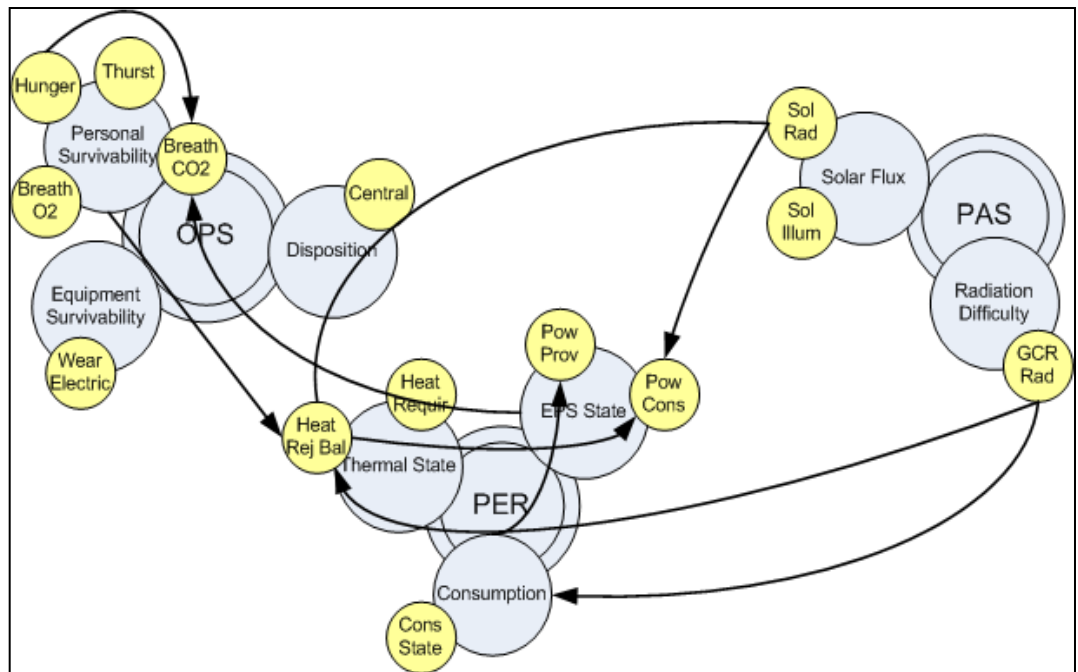 Hunger
Thurst
Personal
Survivability
Breath
CO2
Breath
O2
OPS
Central
Disposition
Equipment
Survivability
Wear
Electric
Sol
Rad
Solar Flux
Sol
Illum
PAS
Radiation
Difficulty
GCR
Rad
Pow
Prov
Pow
Cons
EPS State
Heat
Requir
Heat
Rej Bal
Thermal State
PER
Consumption
Cons
State